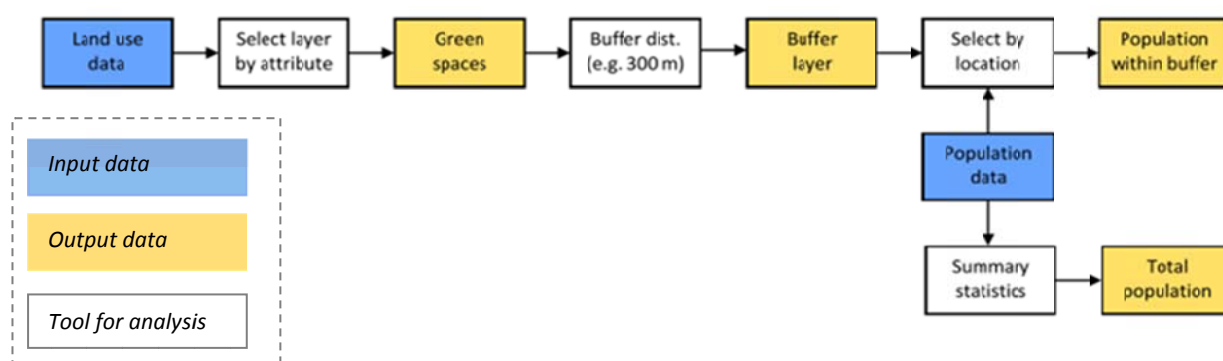 Land use
data
Select layer
by attribute
Green
spaces
Buffer dist.
(e.g. 300 m)
Buffer
layer
Select by
location
Population
within buffer
Population
data
Summary
statistics
Total
population
Input data
Output data
Tool for analysis